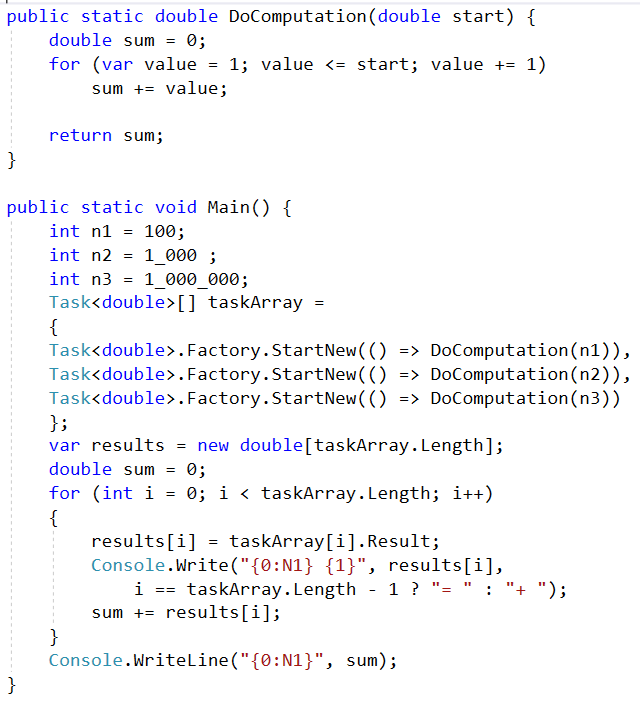 public static double DoComputation(double start) {
    double sum = 0;
    for (var value = 1; value <= start; value += 1)
        sum += value;

    return sum;
}

public static void Main() {
    int n1 = 100;
    int n2 = 1_000 ;
    int n3 = 1_000_000;
    Task<double>[] taskArray =
    {
    Task<double>.Factory.StartNew(() => DoComputation(n1)),
    Task<double>.Factory.StartNew(() => DoComputation(n2)),
    Task<double>.Factory.StartNew(() => DoComputation(n3))
    };
    var results = new double[taskArray.Length];
    double sum = 0;
    for (int i = 0; i < taskArray.Length; i++)
    {
        results[i] = taskArray[i].Result;
        Console.Write("{0:N1} {1}", results[i],
            i == taskArray.Length - 1 ? "= " : "+ ");
        sum += results[i];
    }
    Console.WriteLine("{0:N1}", sum);
}